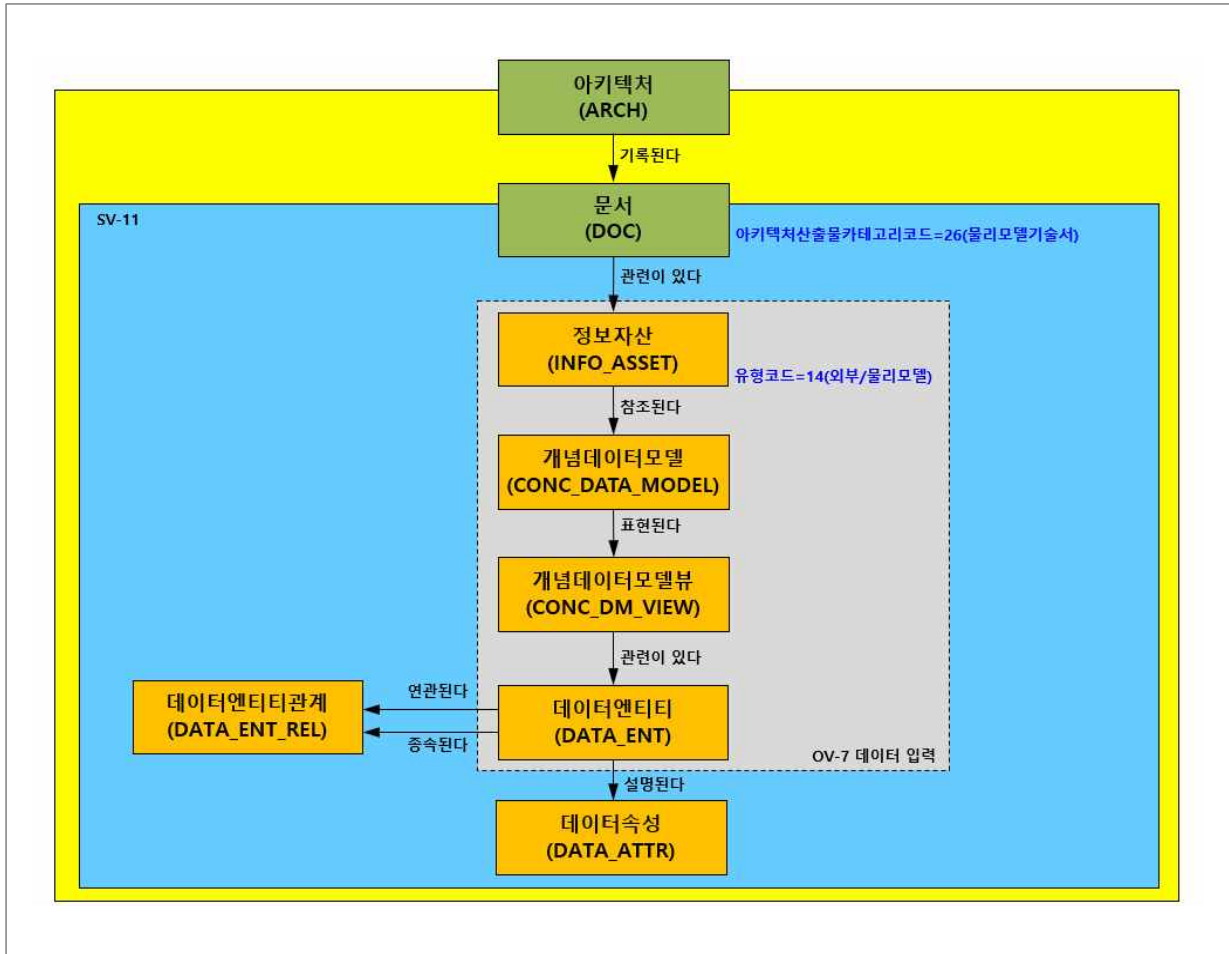 아키텍처
(ARCH)
기록된다
SV-11
문서
(DOC)
아키텍처산출물카테고리코드=26(물리모델기술서)
관련이 있다
정보자산
(INFO_ASSET)
유형코드=14(외부/물리모델)
참조된다
개념데이터모델
(CONC_DATA_MODEL)
표현된다
개념데이터모델뷰
(CONC_DM_VIEW)
관련이 있다
연관된다
데이터엔티티관계
(DATA_ENT_REL)
데이터엔티티
(DATA_ENT)
종속된다
OV-7 데이터 입력
설명된다
데이터속성
(DATA_ATTR)